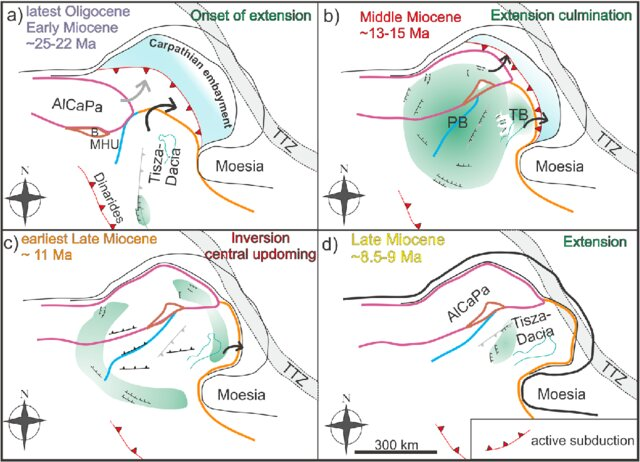 a) latest Oligocene
Early Miocene
~25-22 Ma
Onset of extension
Carpathian embayment
AlCaPa
B
MHU
Tisza-
Dacia
Dinarides
Moesia
TTZ
N
b) Middle Miocene
~13-15 Ma
Extension culmination
PB
TB
Moesia
TTZ
N
c) earliest Late Miocene
~ 11 Ma
Inversion
central updoming
Moesia
TTZ
N
d) Late Miocene
~8.5-9 Ma
Extension
AlCaPa
Tisza-
Dacia
Moesia
TTZ
N
300 km
active subduction